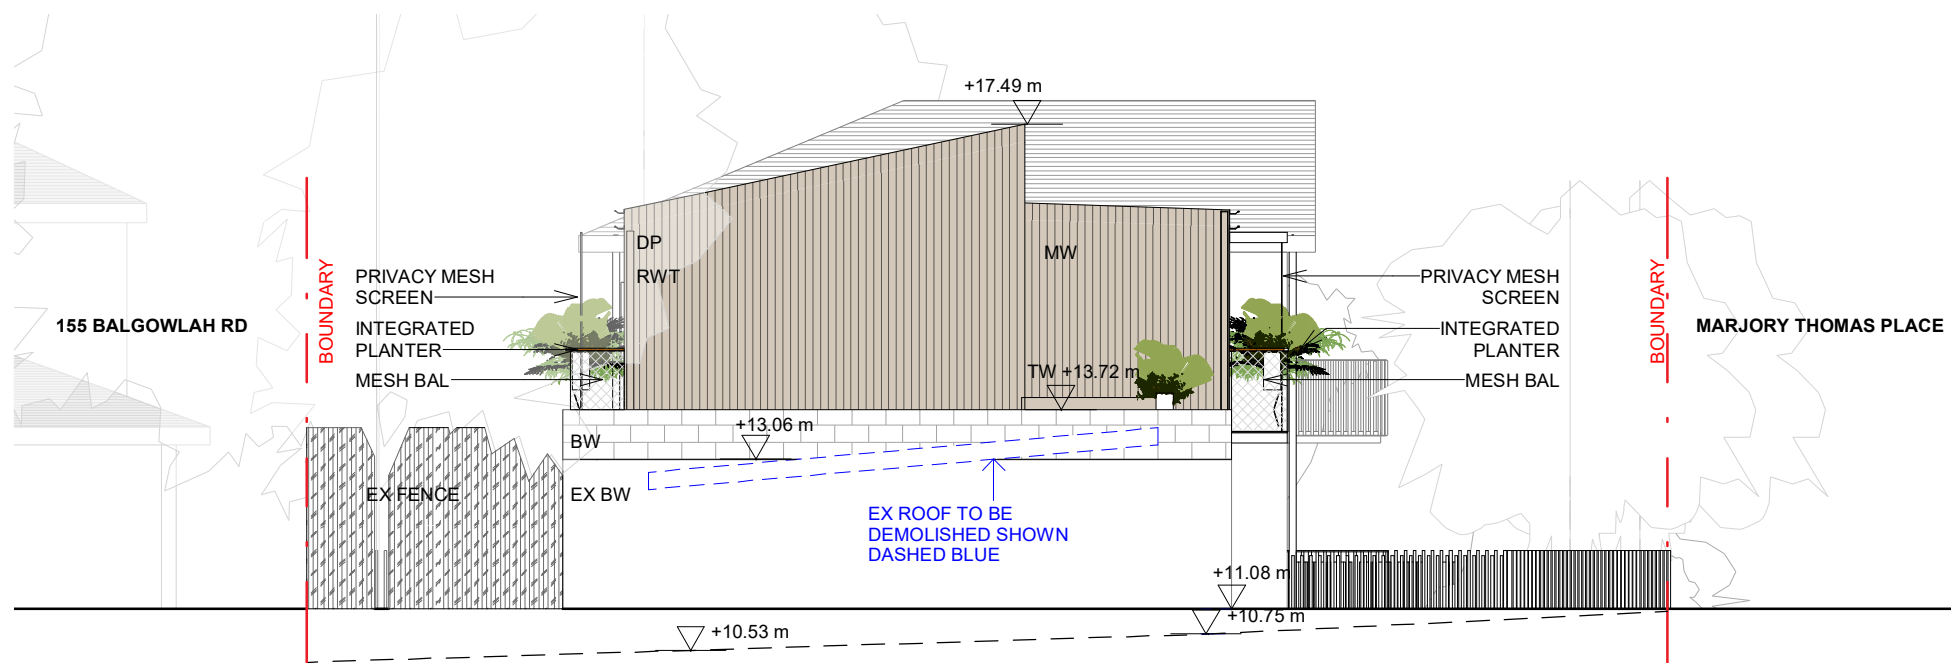 +17.49 m
DP
RWT
MW
PRIVACY MESH
SCREEN
INTEGRATED
PLANTER
MESH BAL
155 BALGOWLAH RD
BOUNDARY
PRIVACY MESH
SCREEN
INTEGRATED
PLANTER
MESH BAL
BOUNDARY
MARJORY THOMAS PLACE
TW +13.72 m
+13.06 m
BW
EX FENCE
EX BW
EX ROOF TO BE
DEMOLISHED SHOWN
DASHED BLUE
+11.08 m
+10.75 m
+10.53 m